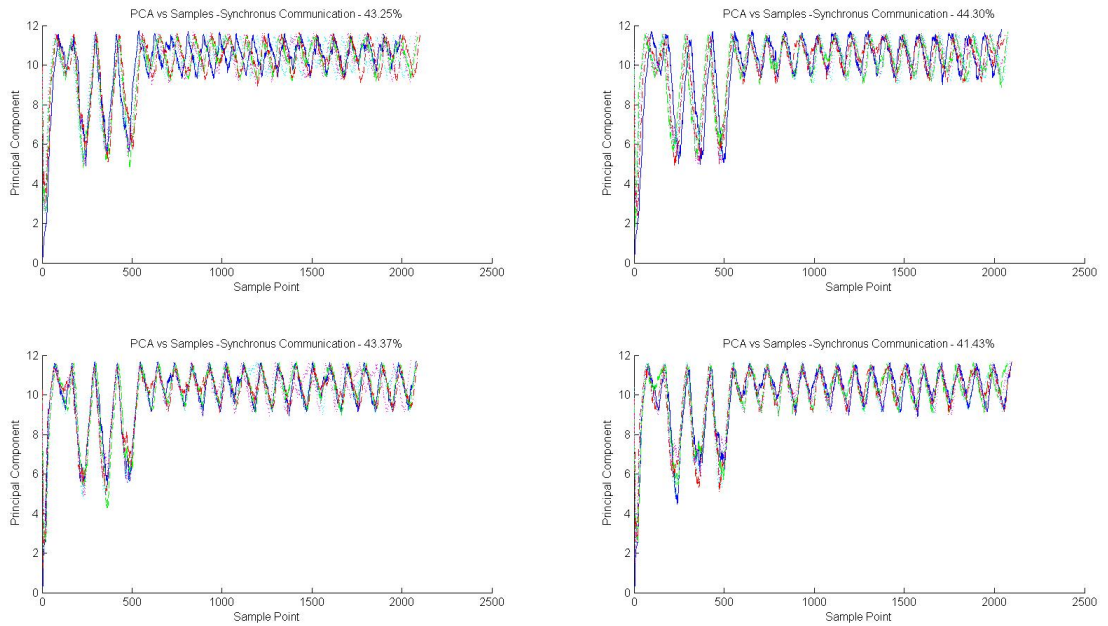 PCA vs Samples -Synchronus Communication - 43.25%
12
10
8
6
4
2
0
Principal Component
0 500 1000 1500 2000 2500
Sample Point
PCA vs Samples -Synchronus Communication - 44.30%
12
10
8
6
4
2
0
Principal Component
0 500 1000 1500 2000 2500
Sample Point
PCA vs Samples -Synchronus Communication - 43.37%
12
10
8
6
4
2
0
Principal Component
0 500 1000 1500 2000 2500
Sample Point
PCA vs Samples -Synchronus Communication - 41.43%
12
10
8
6
4
2
0
Principal Component
0 500 1000 1500 2000 2500
Sample Point